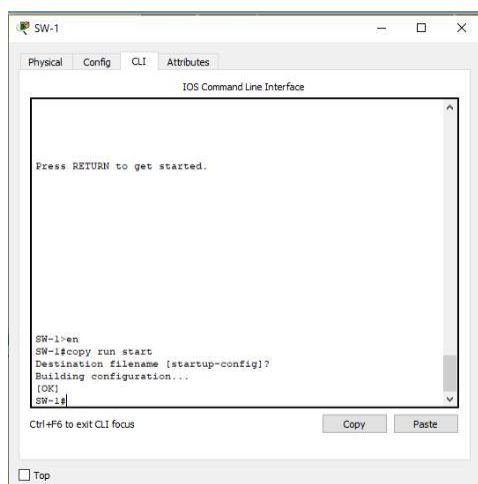 SW-1
Physical Config CLI Attributes
IOS Command Line Interface
Press RETURN to get started.
SW-1>en
SW-1#copy run start
Destination filename [startup-config]?
Building configuration...
[OK]
SW-1#
Ctrl+F6 to exit CLI focus
Copy Paste
Top